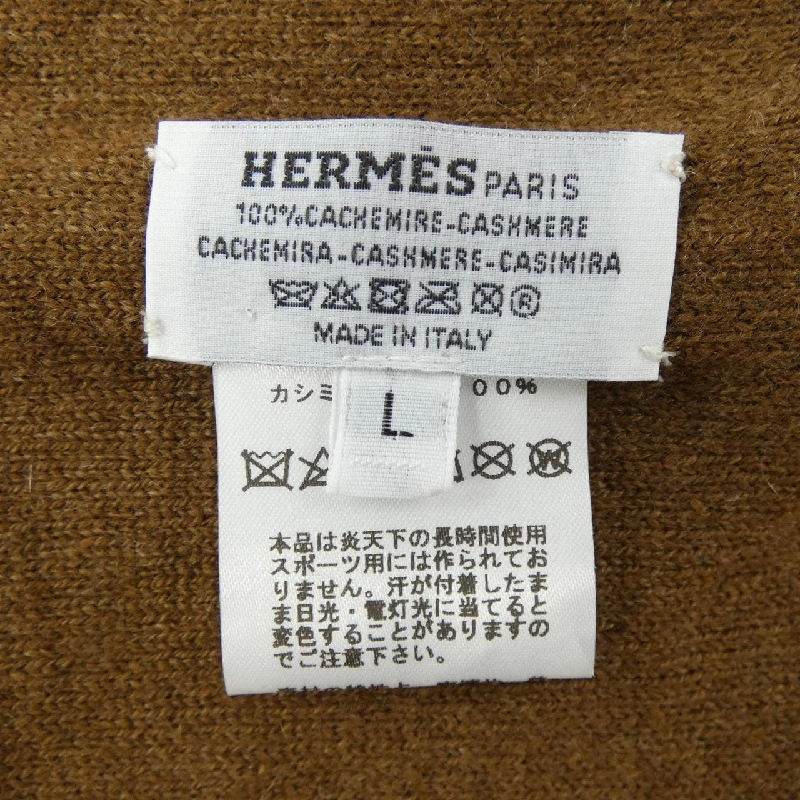 HERMÈS PARIS
100%CACHEMIRE-CASHMERE
CACHEMIRA-CASHMERE-CASIMIRA
MADE IN ITALY
カシミ 00%
L
本品は炎天下の長時間使用
スポーツ用には作られてお
りません。汗が付着したま
ま日光・電灯光に当てると
変色することがありますの
でご注意下さい。